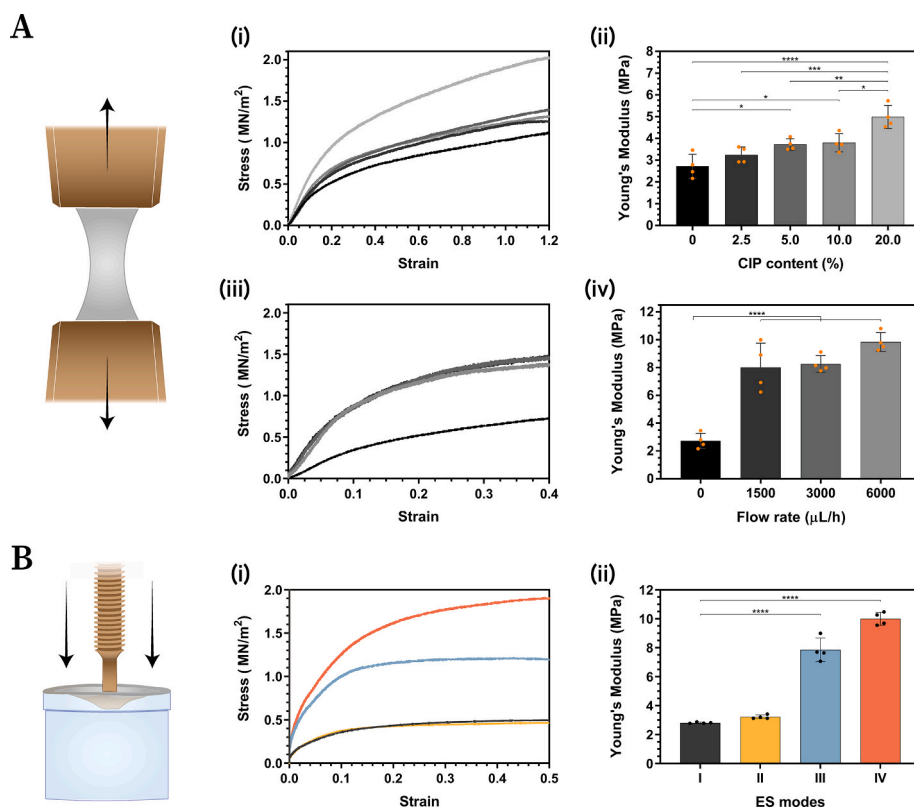 A
(i)
Stress ( MN/m²)
2.0
1.5
1.0
0.5
0.0
0.0 0.2 0.4 0.6 0.8 1.0 1.2
Strain
(ii)
Young's Modulus (MPa)
8
7
6
5
4
3
2
1
0
****
***
**
*
*
*
0 2.5 5.0 10.0 20.0
CIP content (%)
(iii)
Stress ( MN/m²)
2.0
1.5
1.0
0.5
0.0
0.0 0.1 0.2 0.3 0.4
Strain
(iv)
Young's Modulus (MPa)
12
10
8
6
4
2
0
****
0 1500 3000 6000
Flow rate (μL/h)
B
(i)
Stress ( MN/m²)
2.0
1.5
1.0
0.5
0.0
0.0 0.1 0.2 0.3 0.4 0.5
Strain
(ii)
Young's Modulus (MPa)
12
10
8
6
4
2
0
****
****
I II III IV
ES modes